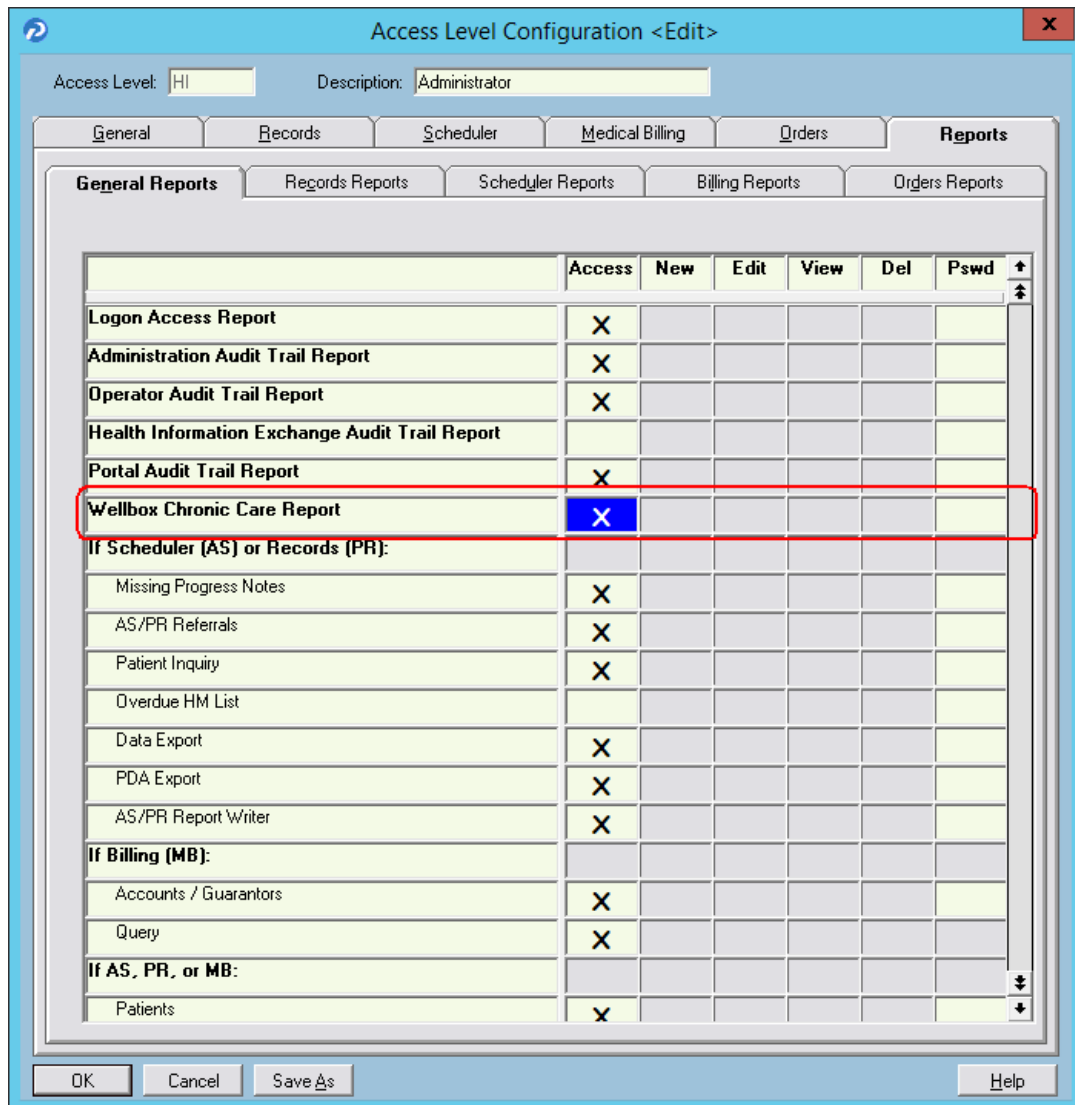 Access Level Configuration <Edit>
X
Access Level: HI Description: Administrator
General Records Scheduler Medical Billing Orders Reports
General Reports Records Reports Scheduler Reports Billing Reports Orders Reports
Access New Edit View Del Pswd
Logon Access Report X
Administration Audit Trail Report X
Operator Audit Trail Report X
Health Information Exchange Audit Trail Report
Portal Audit Trail Report X
Wellbox Chronic Care Report X
If Scheduler (AS) or Records (PR):
Missing Progress Notes X
AS/PR Referrals X
Patient Inquiry X
Overdue HM List
Data Export X
PDA Export X
AS/PR Report Writer X
If Billing (MB):
Accounts / Guarantors X
Query X
If AS, PR, or MB:
Patients X
OK Cancel Save As Help